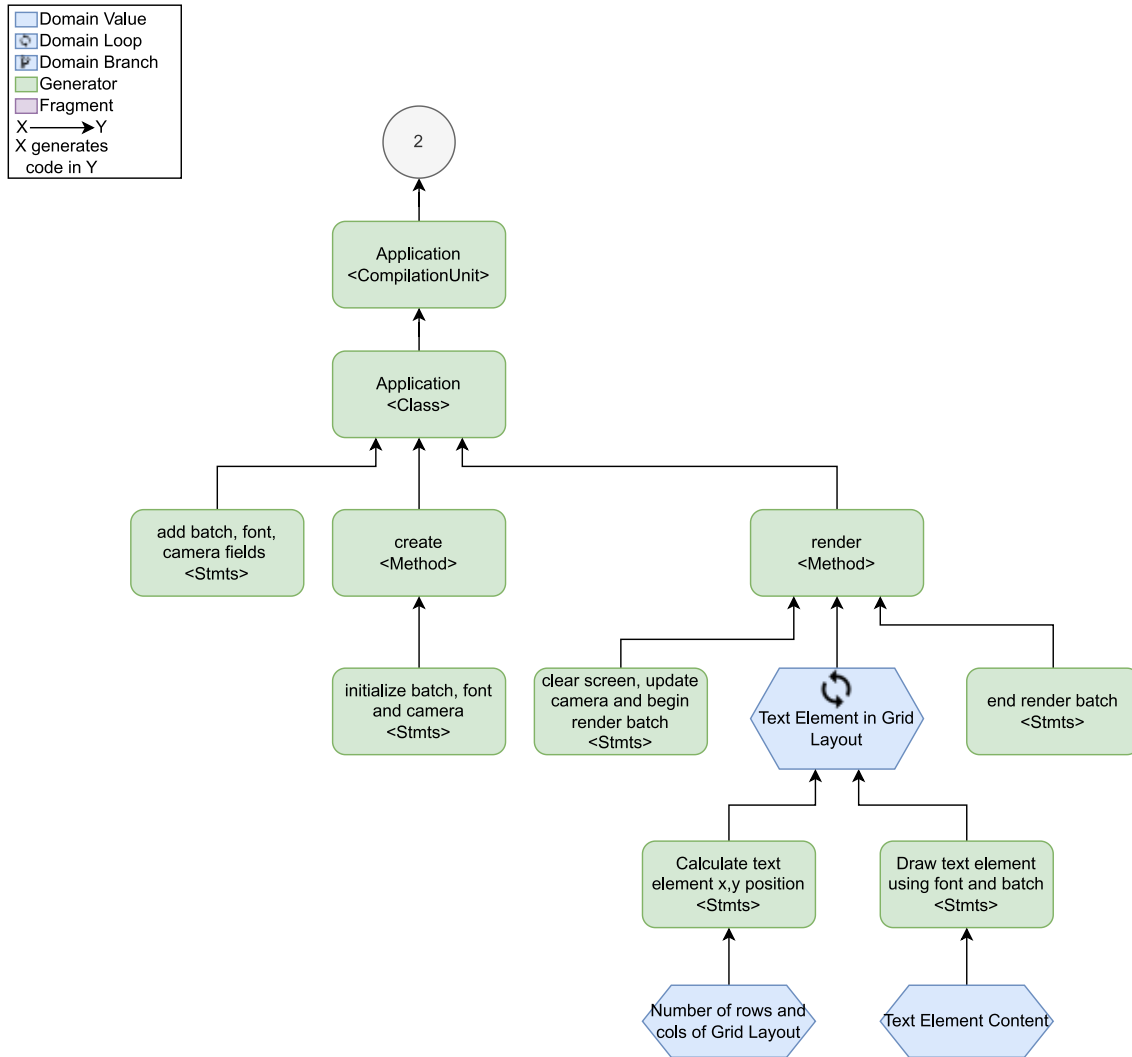 Domain Value
Domain Loop
Domain Branch
Generator
Fragment
X Y
X generates
code in Y
2
Application
<CompilationUnit>
Application
<Class>
add batch, font,
camera fields
<Stmts>
create
<Method>
render
<Method>
initialize batch, font
and camera
<Stmts>
clear screen, update
camera and begin
render batch
<Stmts>
Text Element in Grid
Layout
end render batch
<Stmts>
Calculate text
element x,y position
<Stmts>
Draw text element
using font and batch
<Stmts>
Number of rows and
cols of Grid Layout
Text Element Content